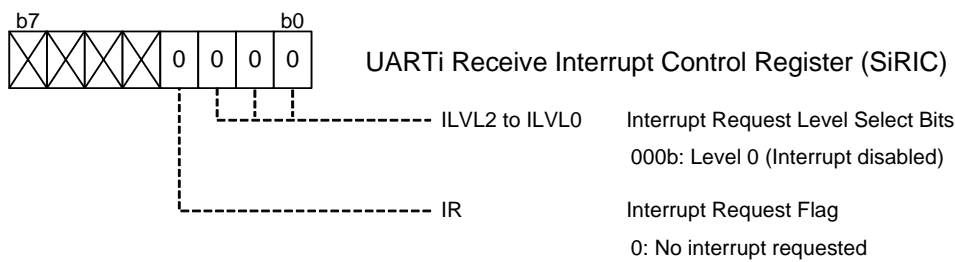 b7 b0
0 0 0 0
UARTi Receive Interrupt Control Register (SiRIC)
ILVL2 to ILVL0 Interrupt Request Level Select Bits
000b: Level 0 (Interrupt disabled)
IR Interrupt Request Flag
0: No interrupt requested